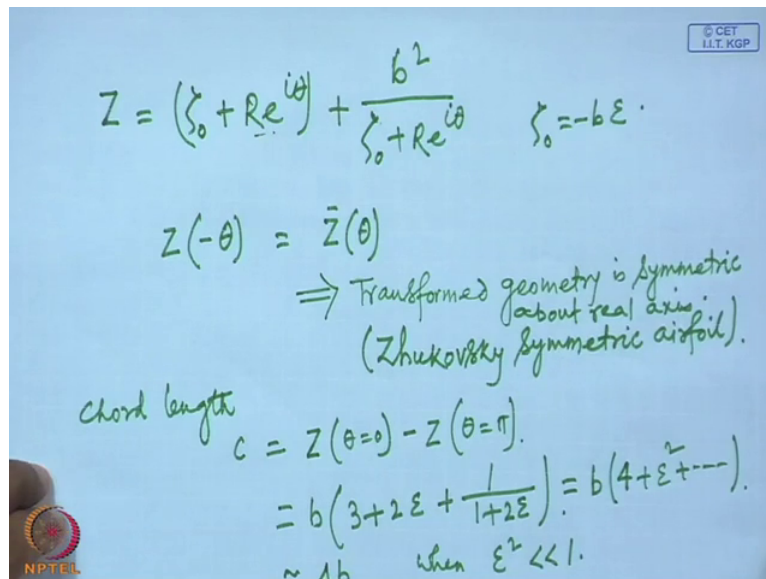 © CET
I.I.T. KGP
Z = (ζ₀ + Re^{iθ}) + b² / (ζ₀ + Re^{iθ})    ζ₀ = -bε.
Z(-θ) = Z̄(θ)
⇒ Transformed geometry is symmetric
about real axis.
(Zhukovsky Symmetric airfoil).
Chord length
c = Z(θ=0) - Z(θ=π).
= b(3+2ε + 1/(1+2ε)) = b(4+ε²+----).
~ 4b when ε² << 1.
NPTEL